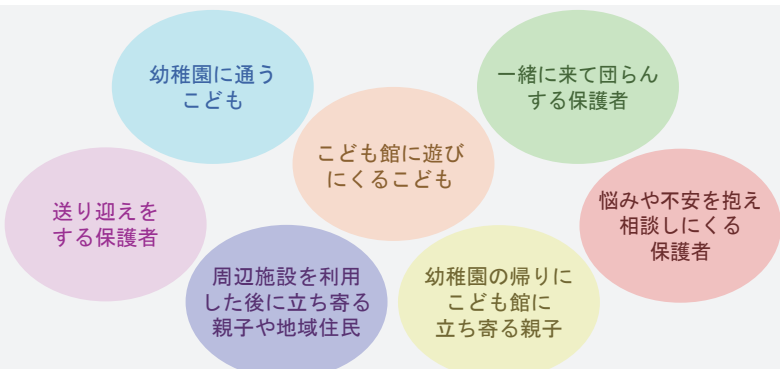 幼稚園に通う
こども
一緒に来て団らん
する保護者
こども館に遊び
にくるこども
送り迎えを
する保護者
悩みや不安を抱え
相談しにくる
保護者
周辺施設を利用
した後に立ち寄る
親子や地域住民
幼稚園の帰りに
こども館に
立ち寄る親子